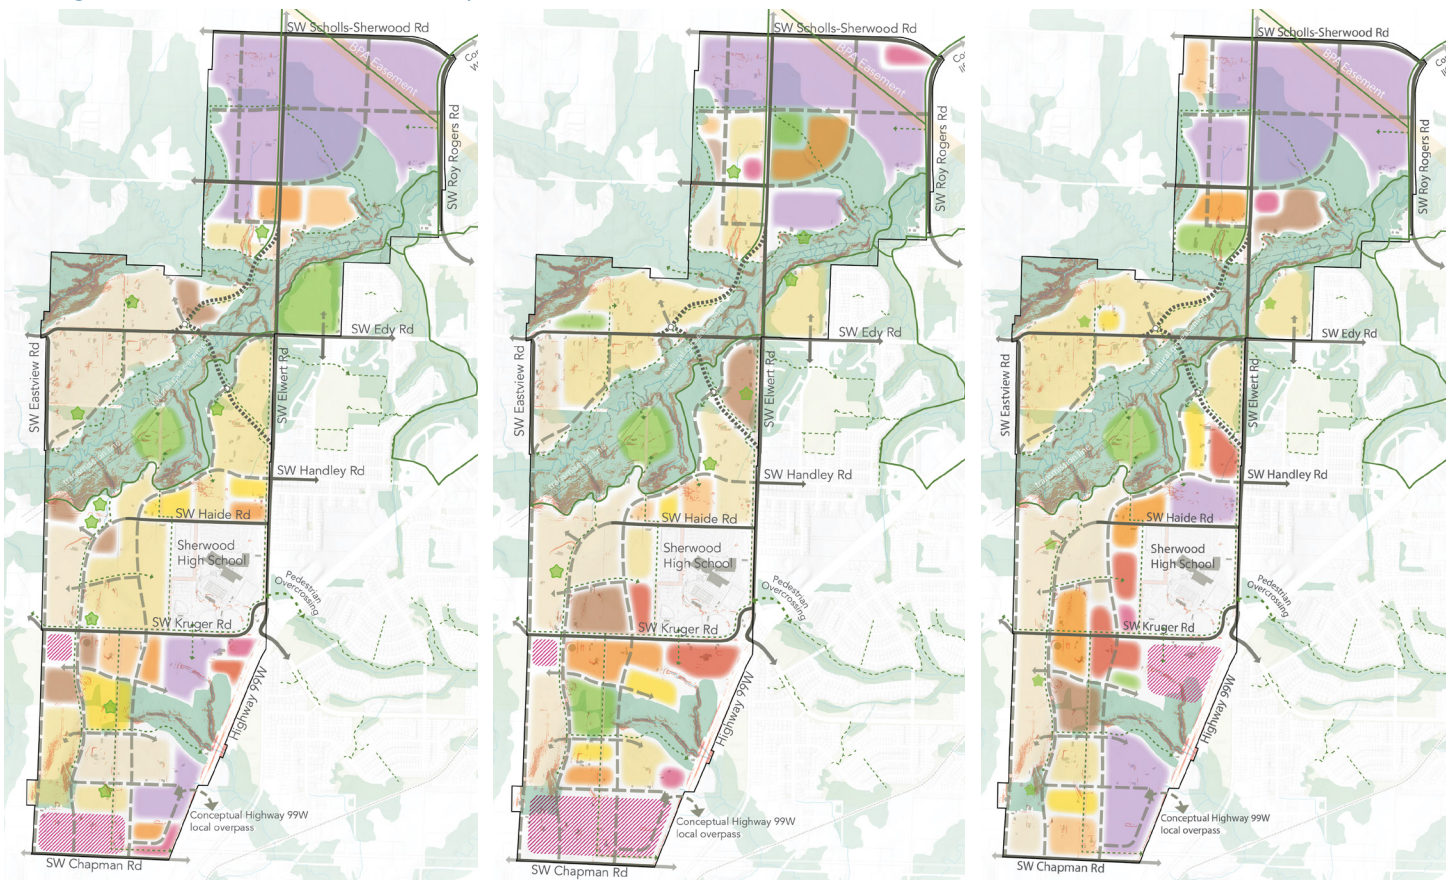 SW Scholls-Sherwood Rd
BPA Easement
SW Roy Rogers Rd
SW Edy Rd
SW Eastview Rd
SW Elwert Rd
SW Handley Rd
SW Haide Rd
Sherwood
High School
Pedestrian
Overcrossing
SW Kruger Rd
Highway 99W
Conceptual Highway 99W
local overpass
SW Chapman Rd
SW Scholls-Sherwood Rd
BPA Easement
SW Roy Rogers Rd
SW Edy Rd
SW Eastview Rd
SW Elwert Rd
SW Handley Rd
SW Haide Rd
Sherwood
High School
Pedestrian
Overcrossing
SW Kruger Rd
Highway 99W
Conceptual Highway 99W
local overpass
SW Chapman Rd
SW Scholls-Sherwood Rd
BPA Easement
SW Roy Rogers Rd
SW Edy Rd
SW Eastview Rd
SW Elwert Rd
SW Handley Rd
SW Haide Rd
Sherwood
High School
Pedestrian
Overcrossing
SW Kruger Rd
Highway 99W
Conceptual Highway 99W
local overpass
SW Chapman Rd